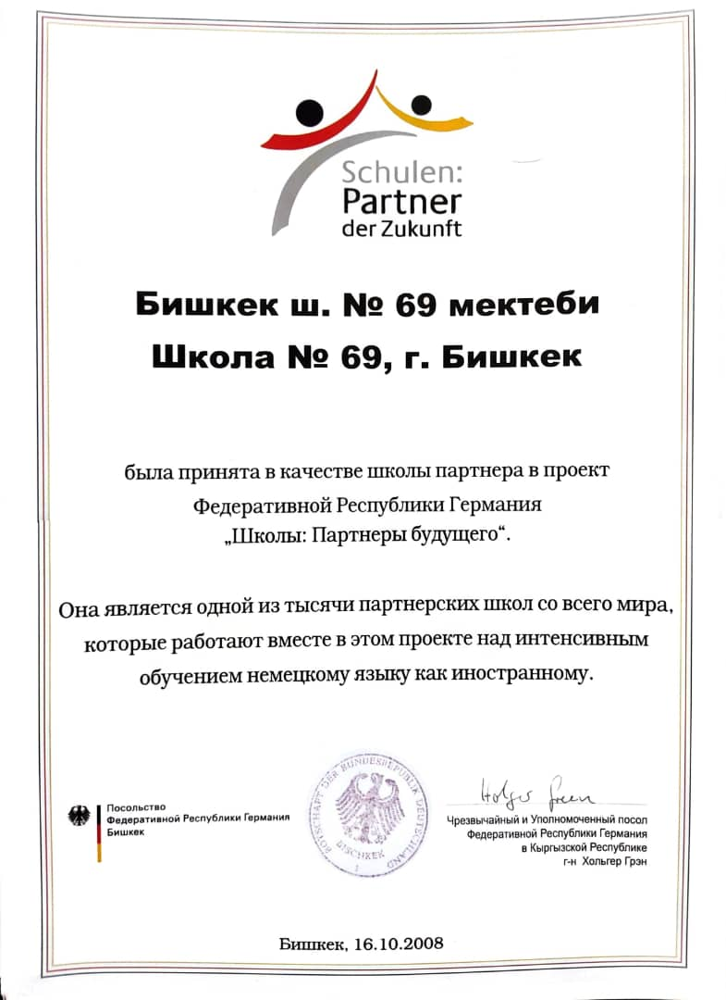 Schulen:
Partner
der Zukunft
Бишкек ш. № 69 мектеби
Школа № 69, г. Бишкек
была принята в качестве школы партнера в проект
Федеративной Республики Германия
„Школы: Партнеры будущего“.
Она является одной из тысячи партнерских школ со всего мира,
которые работают вместе в этом проекте над интенсивным
обучением немецкому языку как иностранному.
Посольство
Федеративной Республики Германии
Бишкек
BOTSCHAFT DER BUNDESREPUBLIK DEUTSCHLAND
BISCHKEK
1
Holger Green
Чрезвычайный и Уполномоченный посол
Федеративной Республики Германия
в Кыргызской Республике
г-н Хольгер Грэн
Бишкек, 16.10.2008